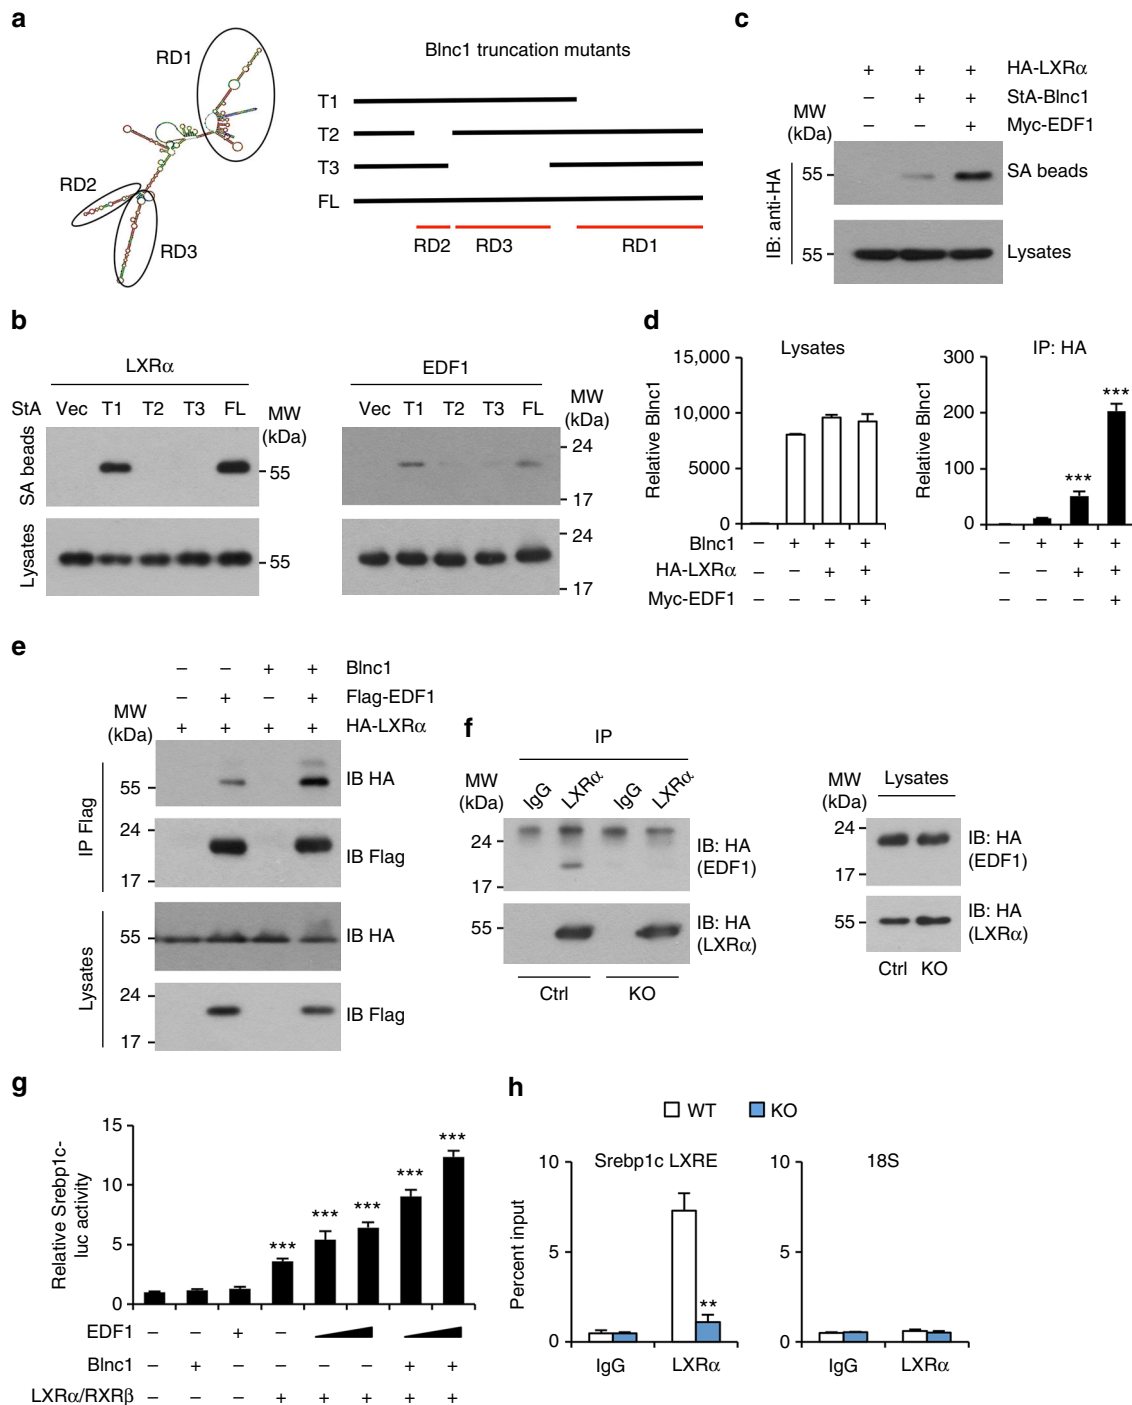 a
RD1
RD2
RD3
Blnc1 truncation mutants
T1
T2
T3
FL
RD2 RD3 RD1
b
LXRα
StA Vec T1 T2 T3 FL MW (kDa)
SA beads
55
Lysates
55
EDF1
Vec T1 T2 T3 FL MW (kDa)
24
17
24
17
c
+ + + HA-LXRα
– + + StA-Blnc1
– – + Myc-EDF1
MW (kDa)
IB: anti-HA
55 SA beads
55 Lysates
d
Lysates
Relative Blnc1
15,000
10,000
5000
0
Blnc1 – + + +
HA-LXRα – – + +
Myc-EDF1 – – – +
IP: HA
Relative Blnc1
300
200
100
0
*** ***
– + + +
– – + +
– – – +
e
– – + + Blnc1
– + – + Flag-EDF1
+ + + + HA-LXRα
MW (kDa)
IP Flag
55 IB HA
24
17
IB Flag
Lysates
55 IB HA
24
17
IB Flag
f
IP
MW (kDa)
IgG LXRα IgG LXRα
24
17
IB: HA (EDF1)
55
IB: HA (LXRα)
Ctrl KO
MW (kDa)
Lysates
24
17
IB: HA (EDF1)
55
IB: HA (LXRα)
Ctrl KO
g
Relative Srebp1c-
luc activity
15
10
5
0
*** *** *** *** ***
EDF1 – – + –
Blnc1 – + – – – – + +
LXRα/RXRβ – – – + + + + +
h
WT KO
Srebp1c LXRE
Percent input
10
5
0
**
IgG LXRα
18S
10
5
0
IgG LXRα